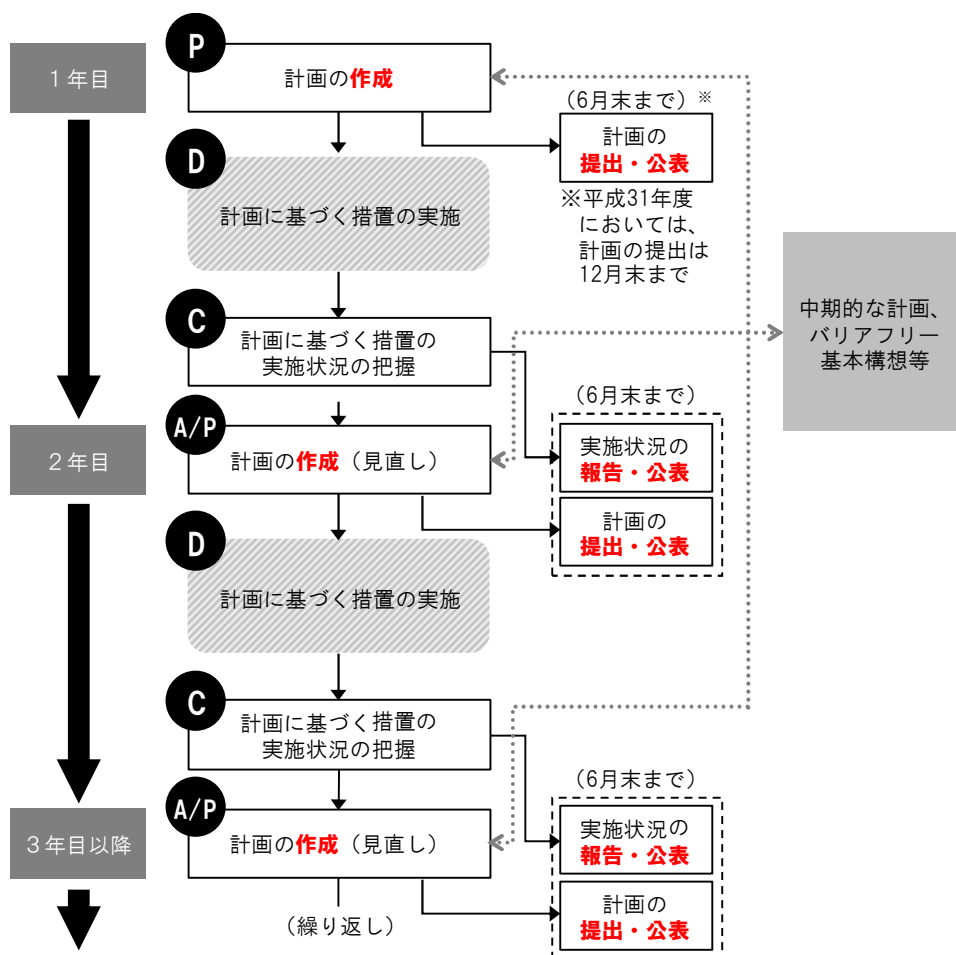 P
1年目
計画の作成
(6月末まで)※
計画の
提出・公表
※平成31年度
においては、
計画の提出は
12月末まで
D
計画に基づく措置の実施
中期的な計画、
バリアフリー
基本構想等
C
計画に基づく措置の
実施状況の把握
(6月末まで)
A/P
2年目
計画の作成(見直し)
実施状況の
報告・公表
計画の
提出・公表
D
計画に基づく措置の実施
C
計画に基づく措置の
実施状況の把握
(6月末まで)
A/P
3年目以降
計画の作成(見直し)
実施状況の
報告・公表
計画の
提出・公表
(繰り返し)